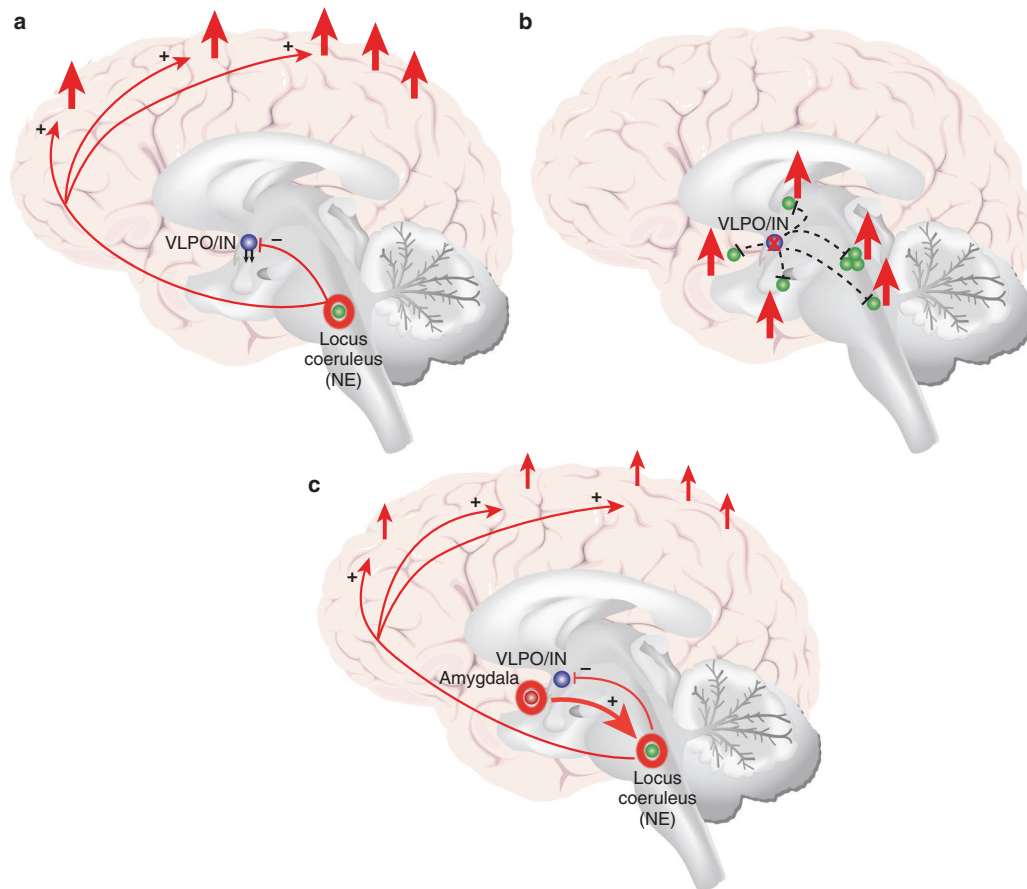 a
+
+
+
VLPO/IN
−
Locus
coeruleus
(NE)
b
VLPO/IN
c
+
+
+
VLPO/IN
−
Amygdala
+
Locus
coeruleus
(NE)